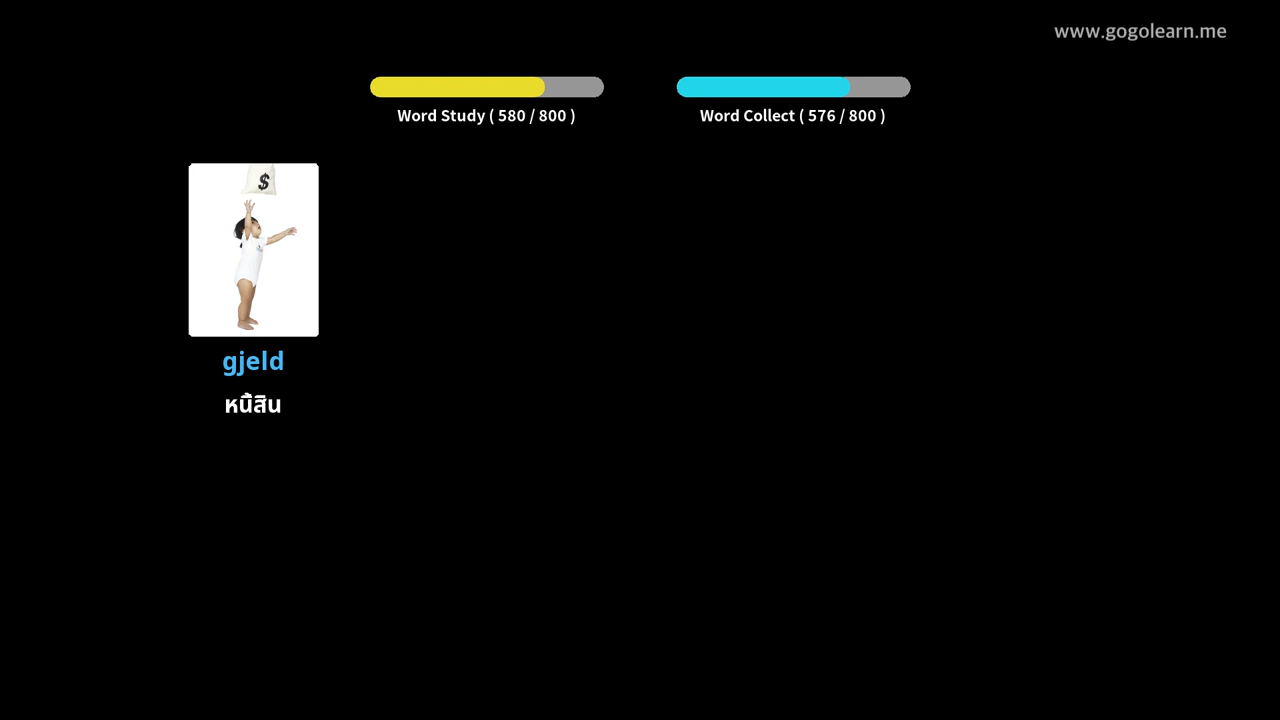 www.gogolearn.me
Word Study ( 580 / 800 )
Word Collect ( 576 / 800 )
$
gjeld
หนี้สิน